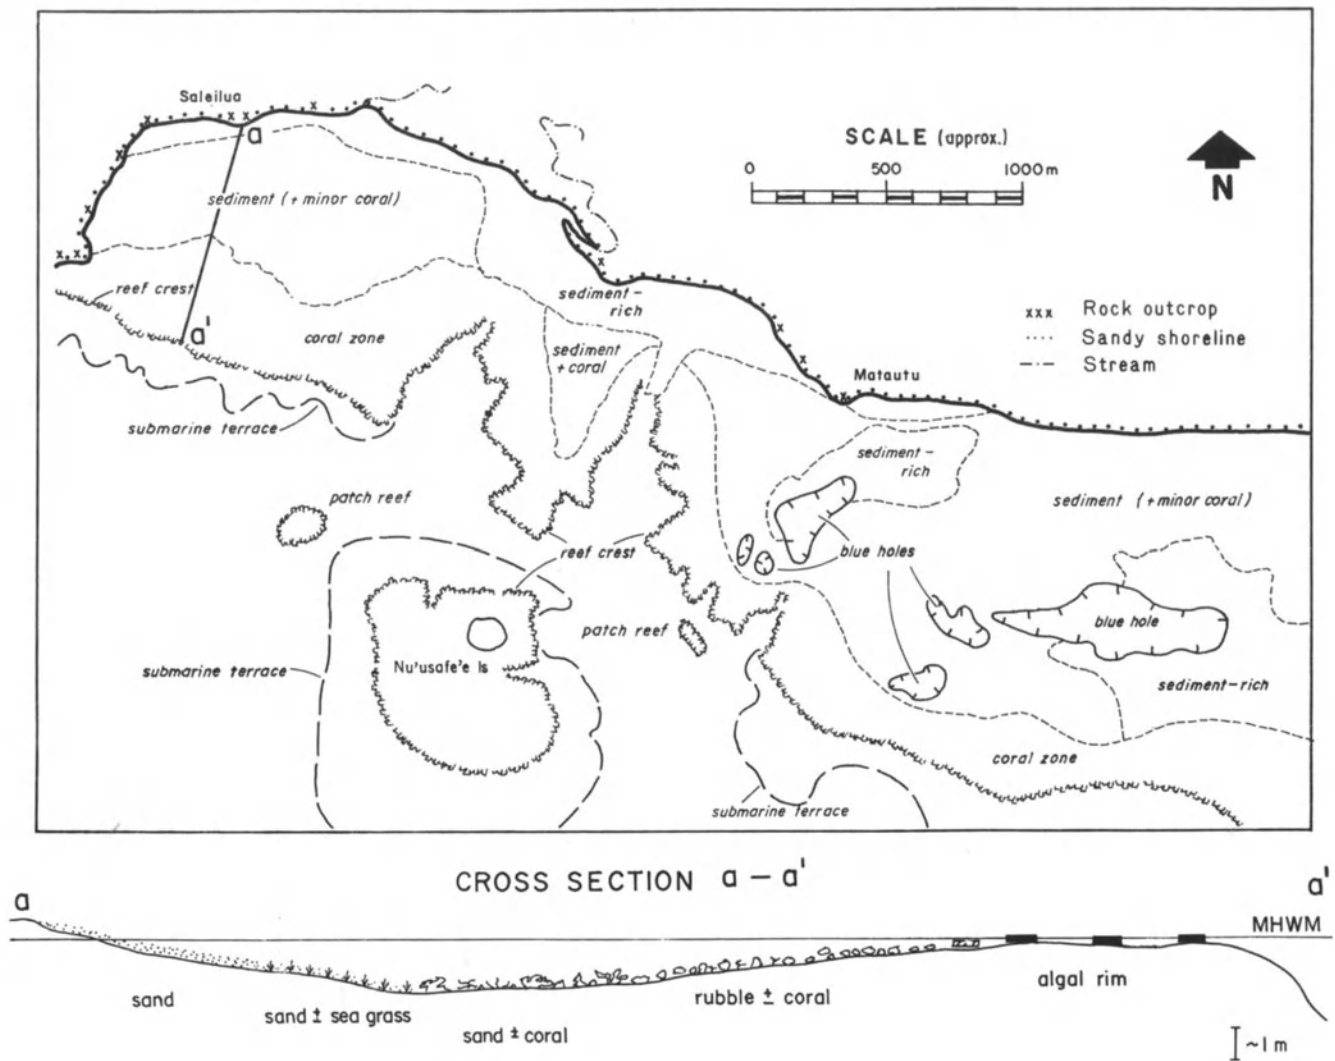 Saleilua
a
SCALE (approx.)
0 500 1000m
N
sediment (+ minor coral)
reef crest
sediment-
rich
xxx Rock outcrop
..... Sandy shoreline
Stream
a'
coral zone
sediment
+ coral
Matautu
submarine terrace
sediment-
rich
patch reef
sediment (+ minor coral)
reef crest
blue holes
blue hole
patch reef
Nu'usafe'e Is
submarine terrace
sediment-rich
coral zone
submarine terrace
CROSS SECTION a – a'
a
a'
MHWM
sand
sand ± sea grass
sand ± coral
rubble ± coral
algal rim
~1m